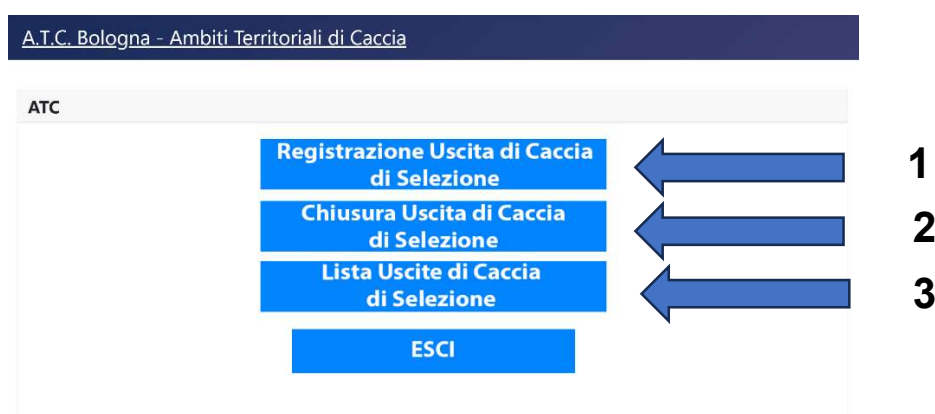 A.T.C. Bologna - Ambiti Territoriali di Caccia
ATC
Registrazione Uscita di Caccia
di Selezione
1
Chiusura Uscita di Caccia
di Selezione
2
Lista Uscite di Caccia
di Selezione
3
ESCI